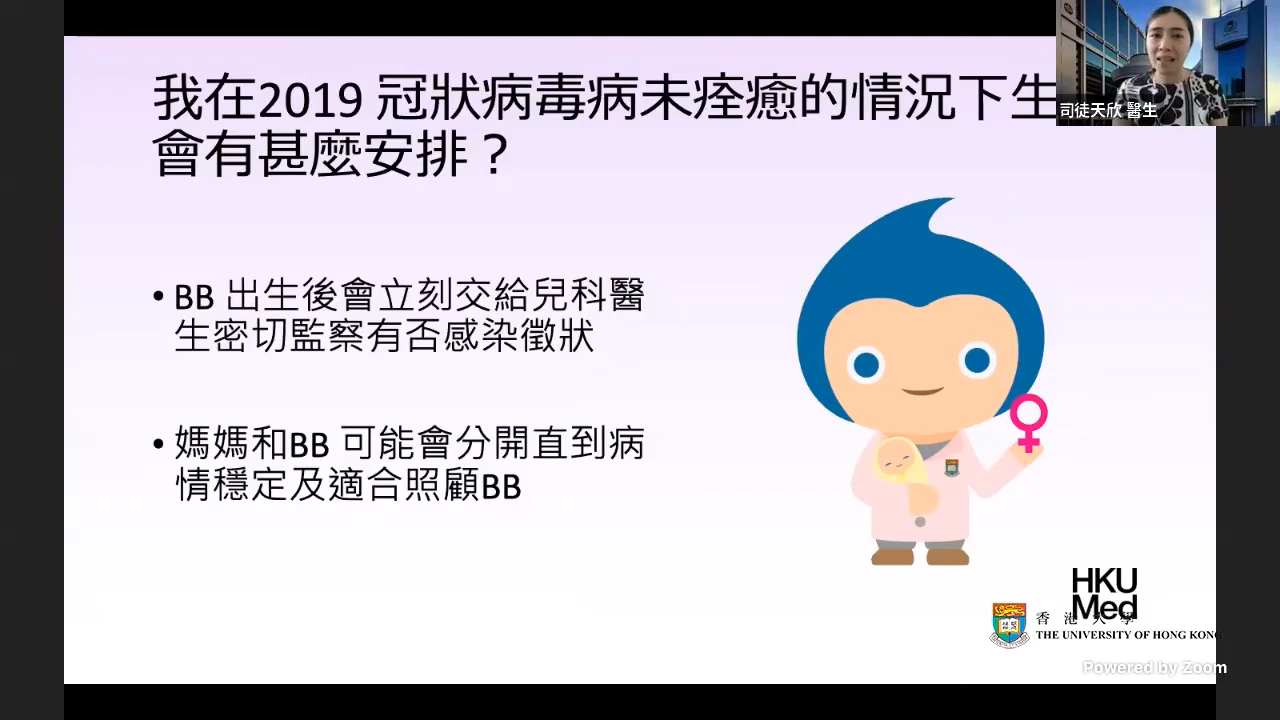 我在2019 冠狀病毒病未痊癒的情況下生
會有甚麼安排？
司徒天欣 醫生
• BB 出生後會立刻交給兒科醫
生密切監察有否感染徵狀
• 媽媽和BB 可能會分開直到病
情穩定及適合照顧BB
HKU
Med
香港大學
THE UNIVERSITY OF HONG KONG
Powered by Zoom